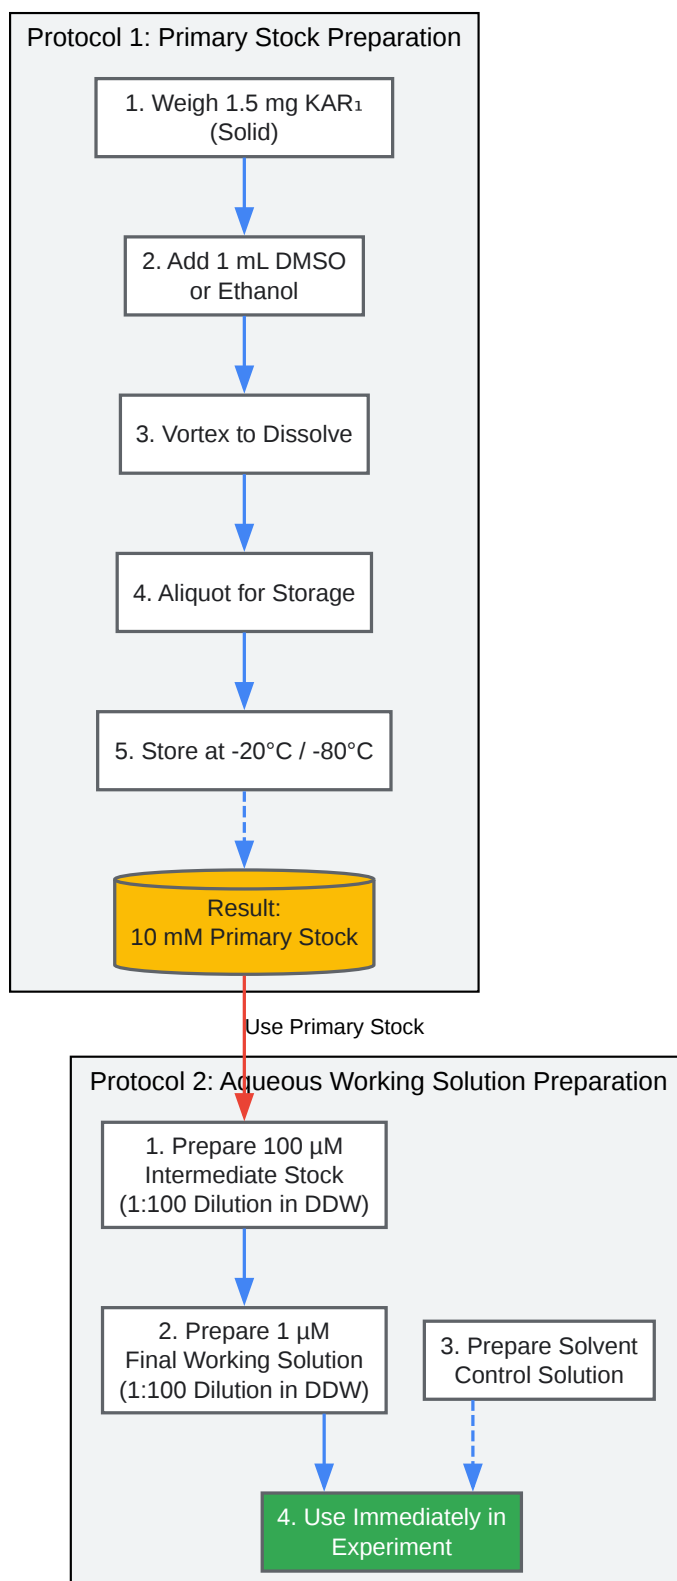 Protocol 1: Primary Stock Preparation
1. Weigh 1.5 mg KAR₁
(Solid)
2. Add 1 mL DMSO
or Ethanol
3. Vortex to Dissolve
4. Aliquot for Storage
5. Store at -20°C / -80°C
Result:
10 mM Primary Stock
Use Primary Stock
Protocol 2: Aqueous Working Solution Preparation
1. Prepare 100 µM
Intermediate Stock
(1:100 Dilution in DDW)
2. Prepare 1 µM
Final Working Solution
(1:100 Dilution in DDW)
3. Prepare Solvent
Control Solution
4. Use Immediately in
Experiment